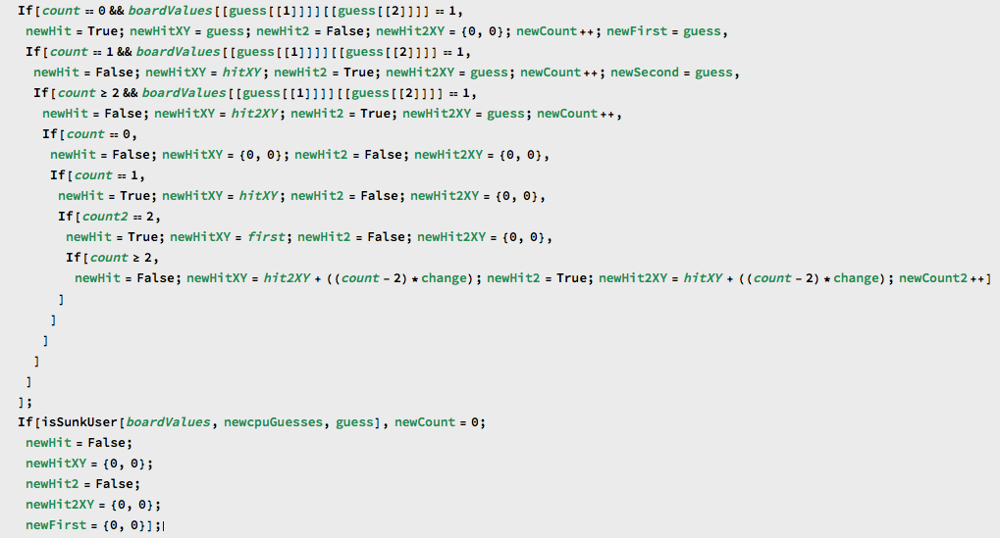 If[count == 0 && boardValues[[guess[[1]]]][[guess[[2]]]] == 1,
newHit = True; newHitXY = guess; newHit2 = False; newHit2XY = {0, 0}; newCount++; newFirst = guess,
If[count == 1 && boardValues[[guess[[1]]]][[guess[[2]]]] == 1,
newHit = False; newHitXY = hitXY; newHit2 = True; newHit2XY = guess; newCount++; newSecond = guess,
If[count ≥ 2 && boardValues[[guess[[1]]]][[guess[[2]]]] == 1,
newHit = False; newHitXY = hit2XY; newHit2 = True; newHit2XY = guess; newCount++,
If[count == 0,
newHit = False; newHitXY = {0, 0}; newHit2 = False; newHit2XY = {0, 0},
If[count == 1,
newHit = True; newHitXY = hitXY; newHit2 = False; newHit2XY = {0, 0},
If[count2 == 2,
newHit = True; newHitXY = first; newHit2 = False; newHit2XY = {0, 0},
If[count ≥ 2,
newHit = False; newHitXY = hit2XY + ((count - 2) * change); newHit2 = True; newHit2XY = hitXY + ((count - 2) * change); newCount2++]
]
]
]
]
]
];
If[isSunkUser[boardValues, newcpuGuesses, guess], newCount = 0;
newHit = False;
newHitXY = {0, 0};
newHit2 = False;
newHit2XY = {0, 0};
newFirst = {0, 0}];